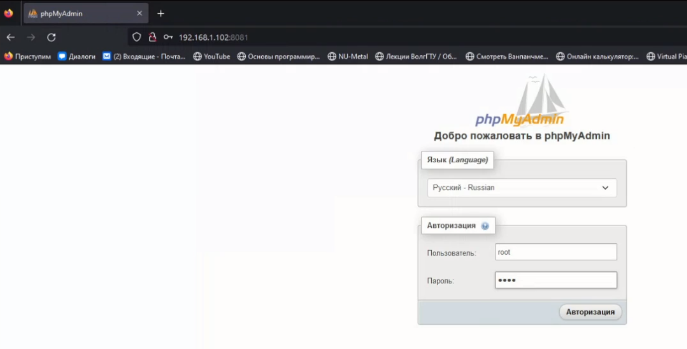 phpMyAdmin
192.168.1.102:8081
Приступим Диалоги (2) Входящие - Почта... YouTube Основы программир... NU-Metal Лекции ВолгГТУ / Об... Смотреть Ванпанчме... Онлайн калькулятор:... Virtual Pia
phpMyAdmin
Добро пожаловать в phpMyAdmin
Язык (Language)
Русский - Russian
Авторизация
Пользователь: root
Пароль: ••••
Авторизация